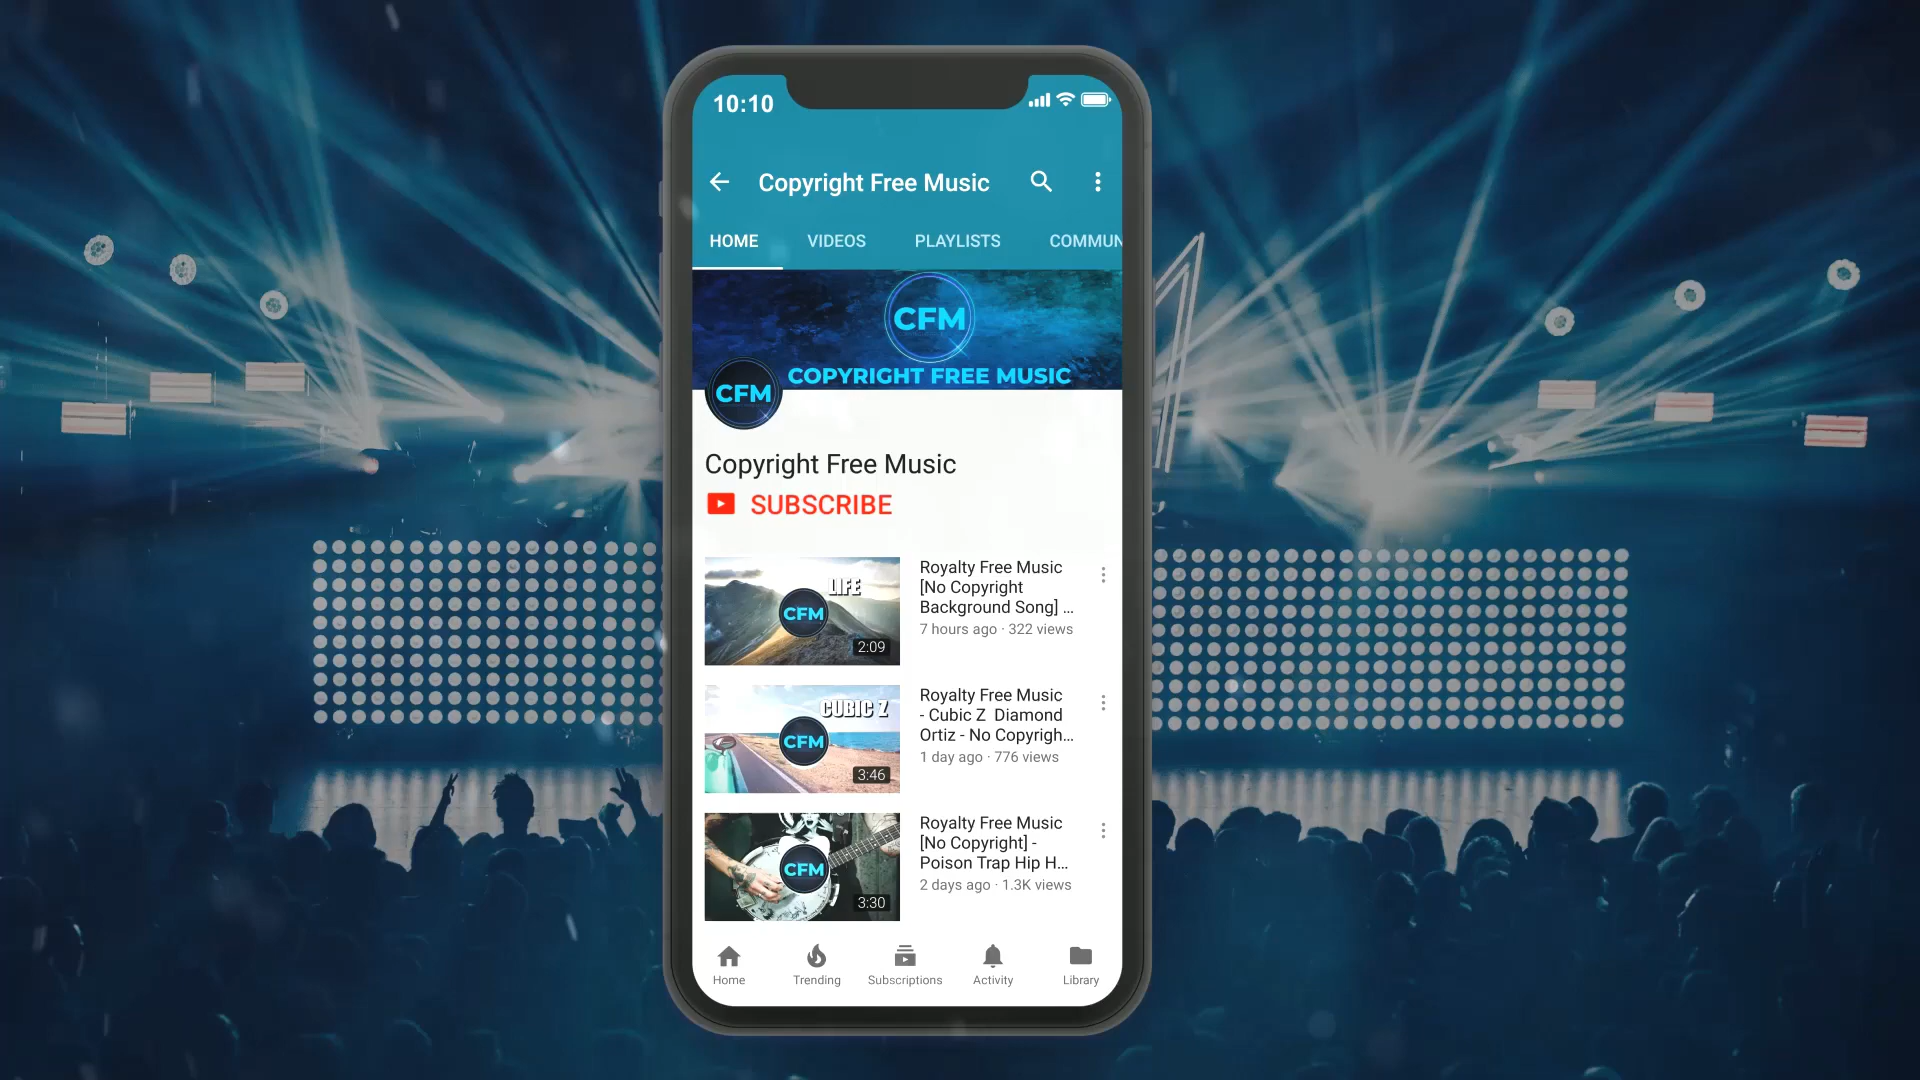 10:10
Copyright Free Music
HOME VIDEOS PLAYLISTS COMMUN
CFM
COPYRIGHT FREE MUSIC
CFM
Copyright Free Music
SUBSCRIBE
LIFE
CFM
2:09
Royalty Free Music
[No Copyright
Background Song] ...
7 hours ago · 322 views
CUBIC Z
CFM
3:46
Royalty Free Music
- Cubic Z Diamond
Ortiz - No Copyrigh...
1 day ago · 776 views
CFM
3:30
Royalty Free Music
[No Copyright] -
Poison Trap Hip H...
2 days ago · 1.3K views
Home Trending Subscriptions Activity Library